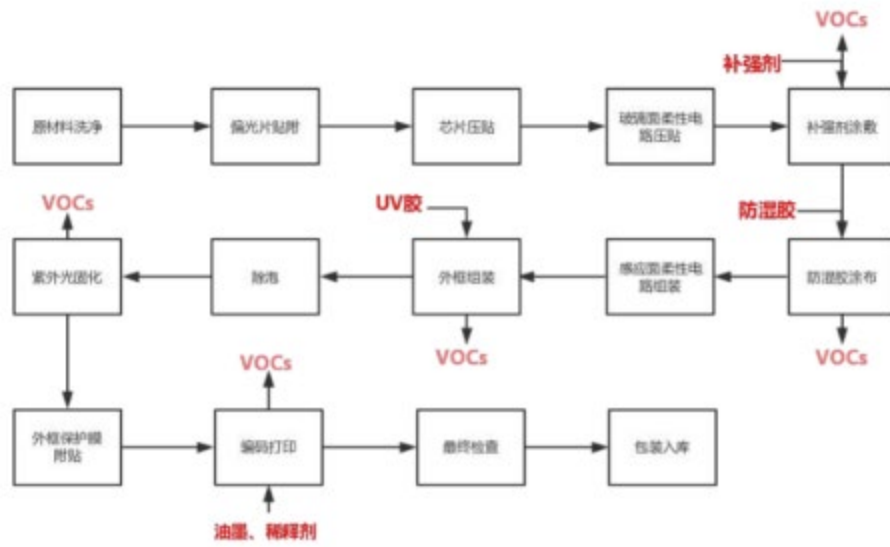 VOCs
补强剂
原材料洗净
偏光片贴附
芯片压贴
玻璃面柔性电
路压贴
补强剂涂敷
VOCs
UV胶
防湿胶
紫外光固化
除泡
外框组装
感应面柔性电
路组装
防湿胶涂布
VOCs
VOCs
VOCs
外框保护膜
附贴
编码打印
最终检查
包装入库
油墨、稀释剂